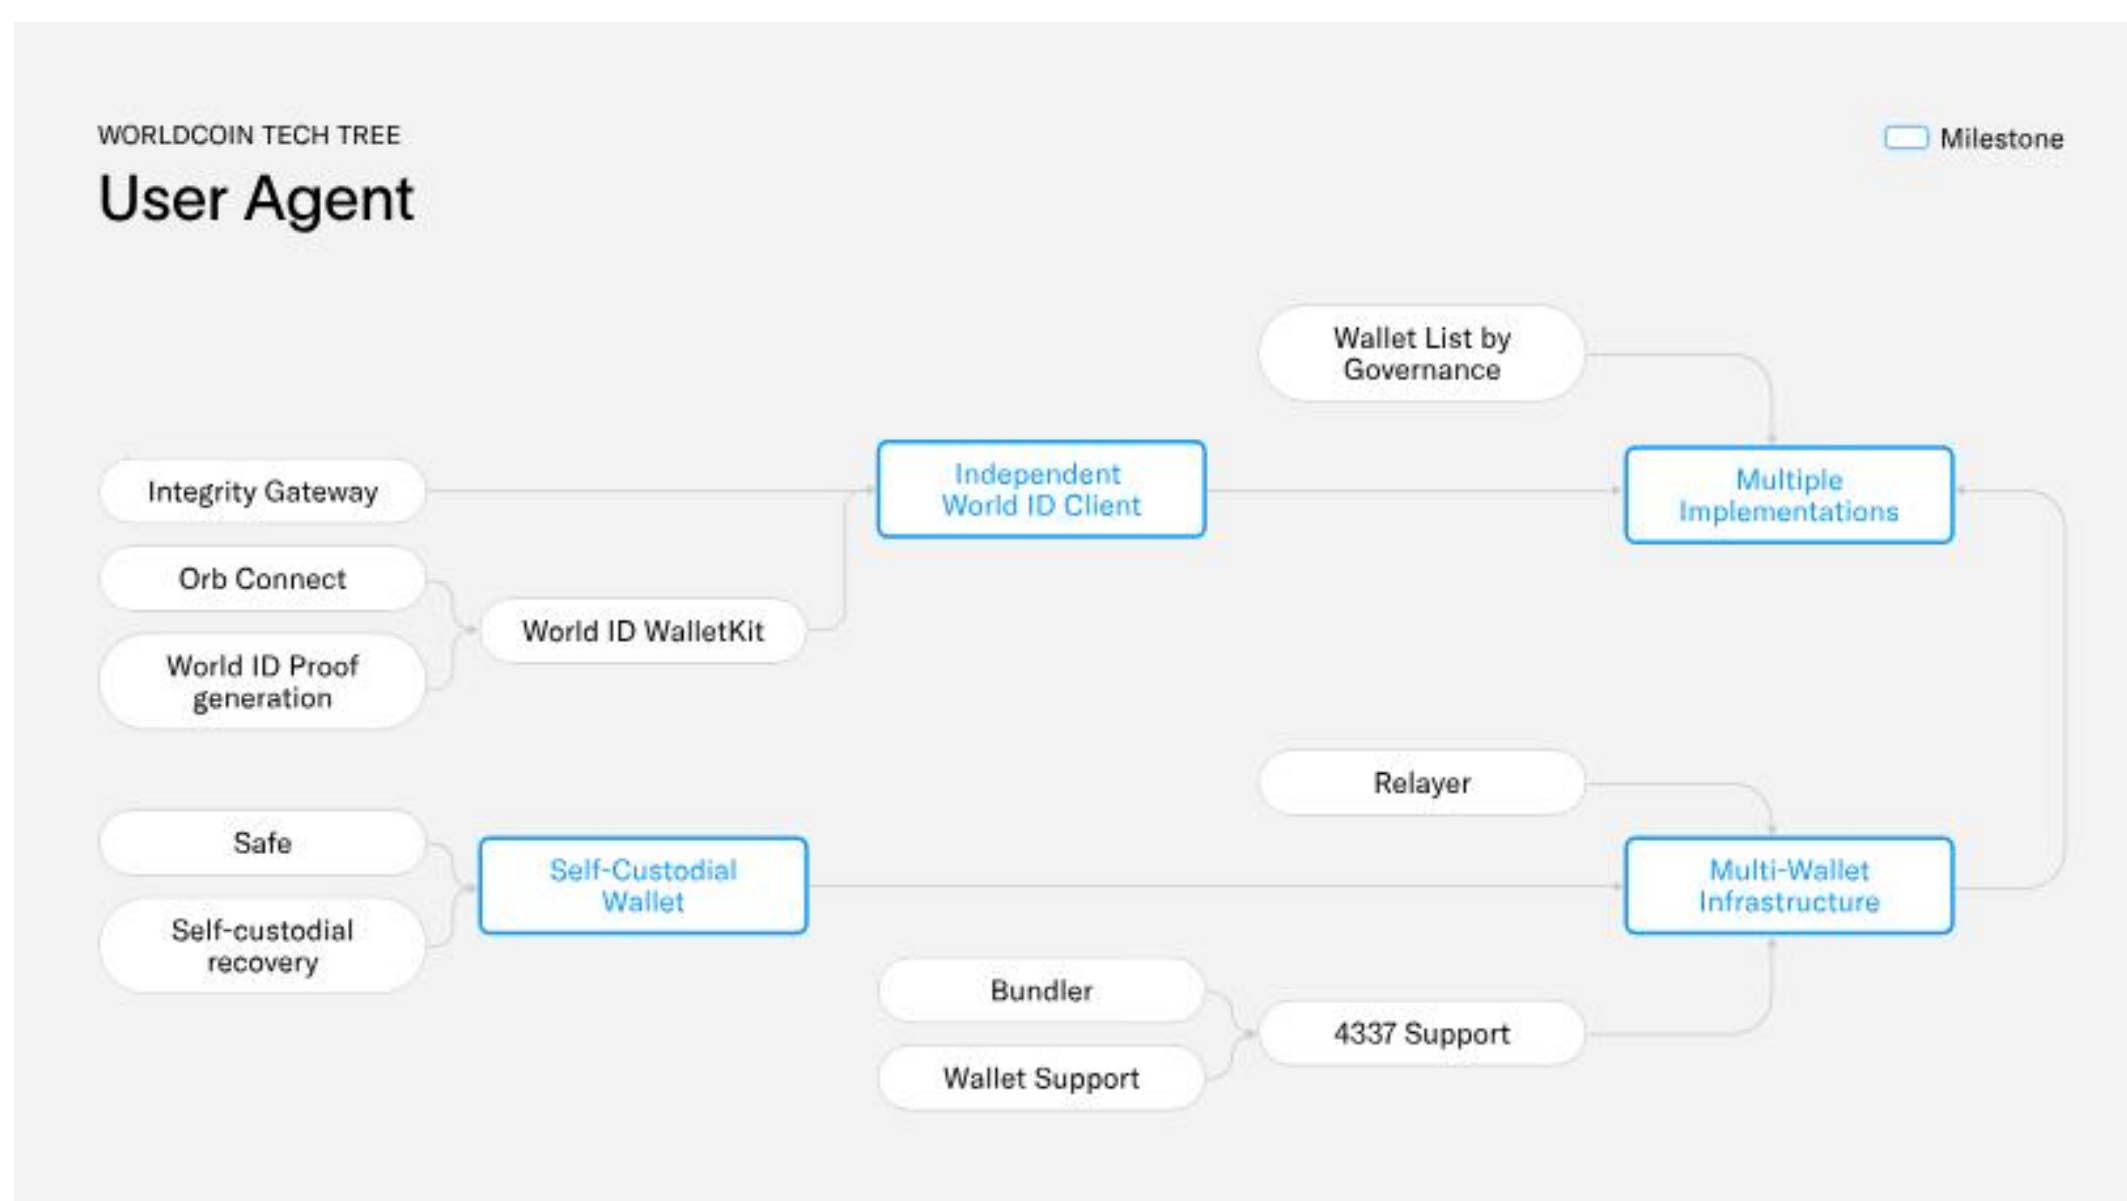 WORLDCOIN TECH TREE
User Agent
Milestone
Wallet List by
Governance
Integrity Gateway
Independent
World ID Client
Multiple
Implementations
Orb Connect
World ID WalletKit
World ID Proof
generation
Relayer
Safe
Self-Custodial
Wallet
Multi-Wallet
Infrastructure
Self-custodial
recovery
Bundler
4337 Support
Wallet Support